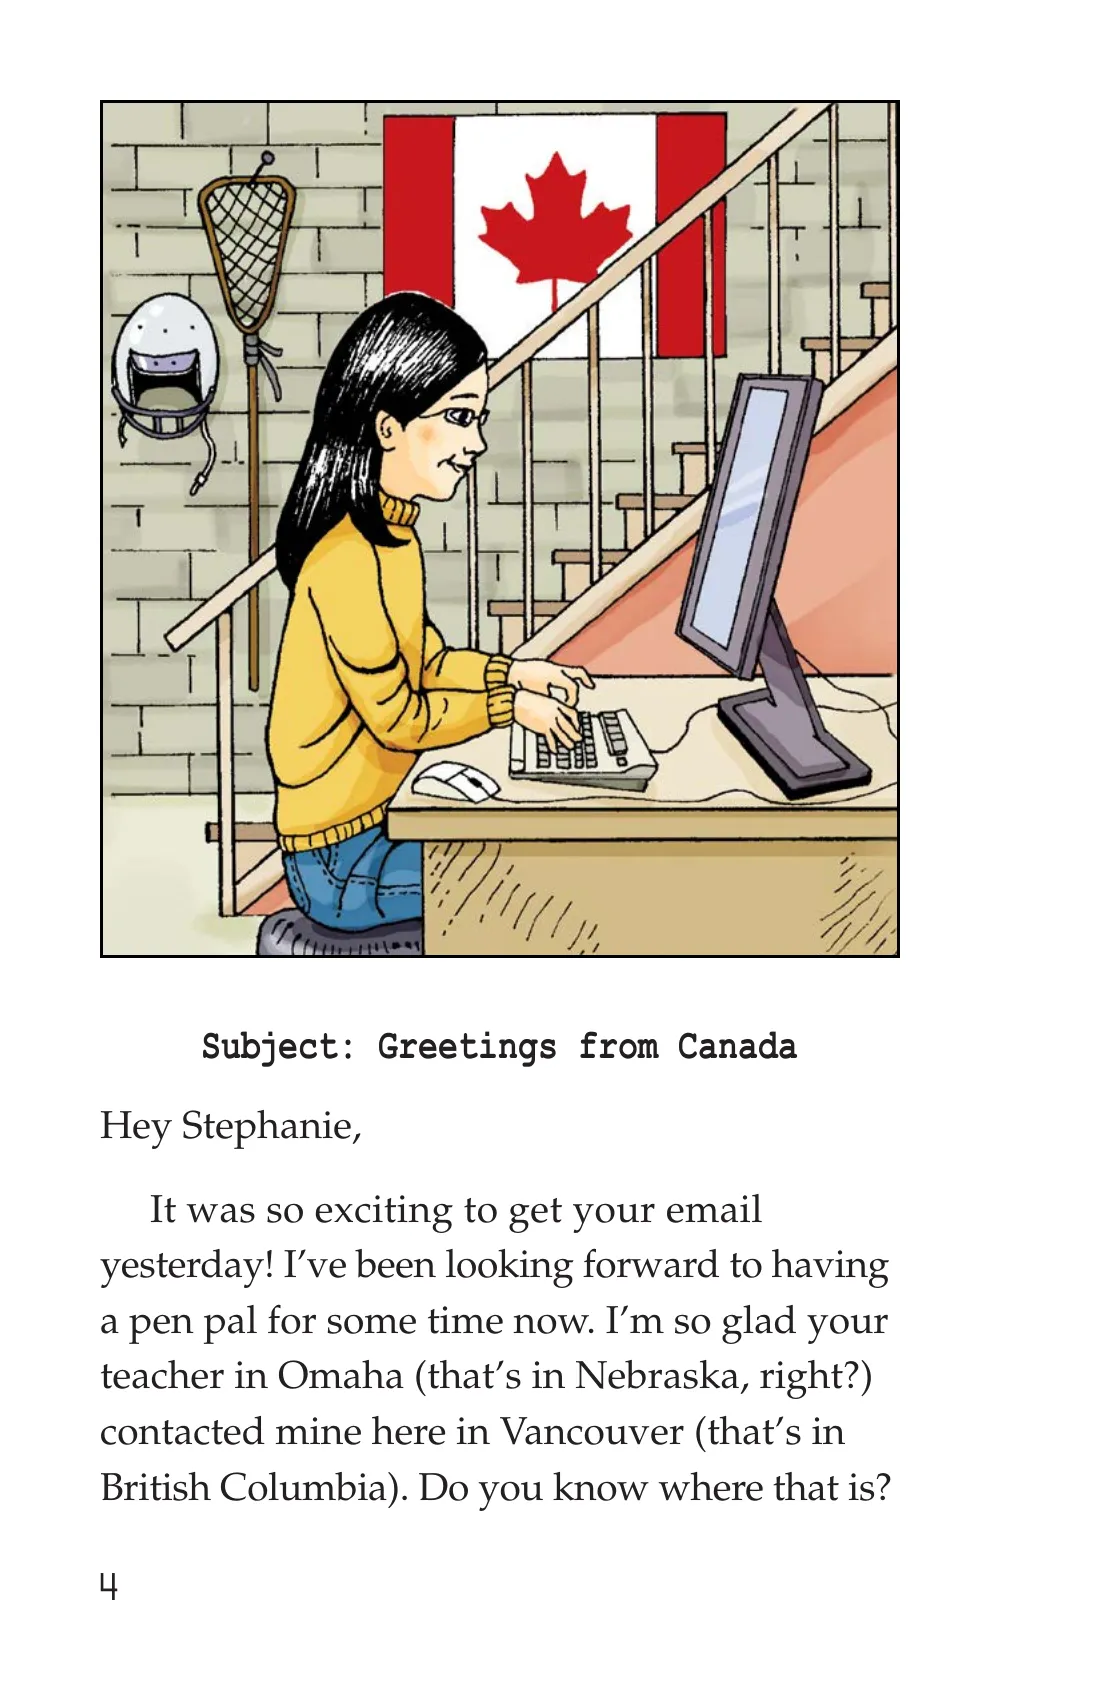 Subject: Greetings from Canada
Hey Stephanie,
It was so exciting to get your email
yesterday! I’ve been looking forward to having
a pen pal for some time now. I’m so glad your
teacher in Omaha (that’s in Nebraska, right?)
contacted mine here in Vancouver (that’s in
British Columbia). Do you know where that is?
4